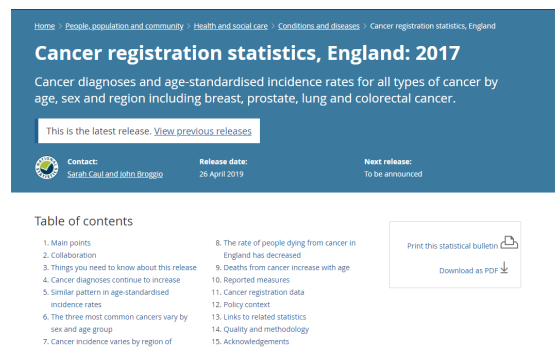 Home > People, population and community > Health and social care > Conditions and diseases > Cancer registration statistics, England
Cancer registration statistics, England: 2017
Cancer diagnoses and age-standardised incidence rates for all types of cancer by
age, sex and region including breast, prostate, lung and colorectal cancer.
This is the latest release. View previous releases
Contact:
Sarah Caul and John Broggio
Release date:
26 April 2019
Next release:
To be announced
Table of contents
1. Main points
2. Collaboration
3. Things you need to know about this release
4. Cancer diagnoses continue to increase
5. Similar pattern in age-standardised
incidence rates
6. The three most common cancers vary by
sex and age group
7. Cancer incidence varies by region of
8. The rate of people dying from cancer in
England has decreased
9. Deaths from cancer increase with age
10. Reported measures
11. Cancer registration data
12. Policy context
13. Links to related statistics
14. Quality and methodology
15. Acknowledgements
Print this statistical bulletin
Download as PDF